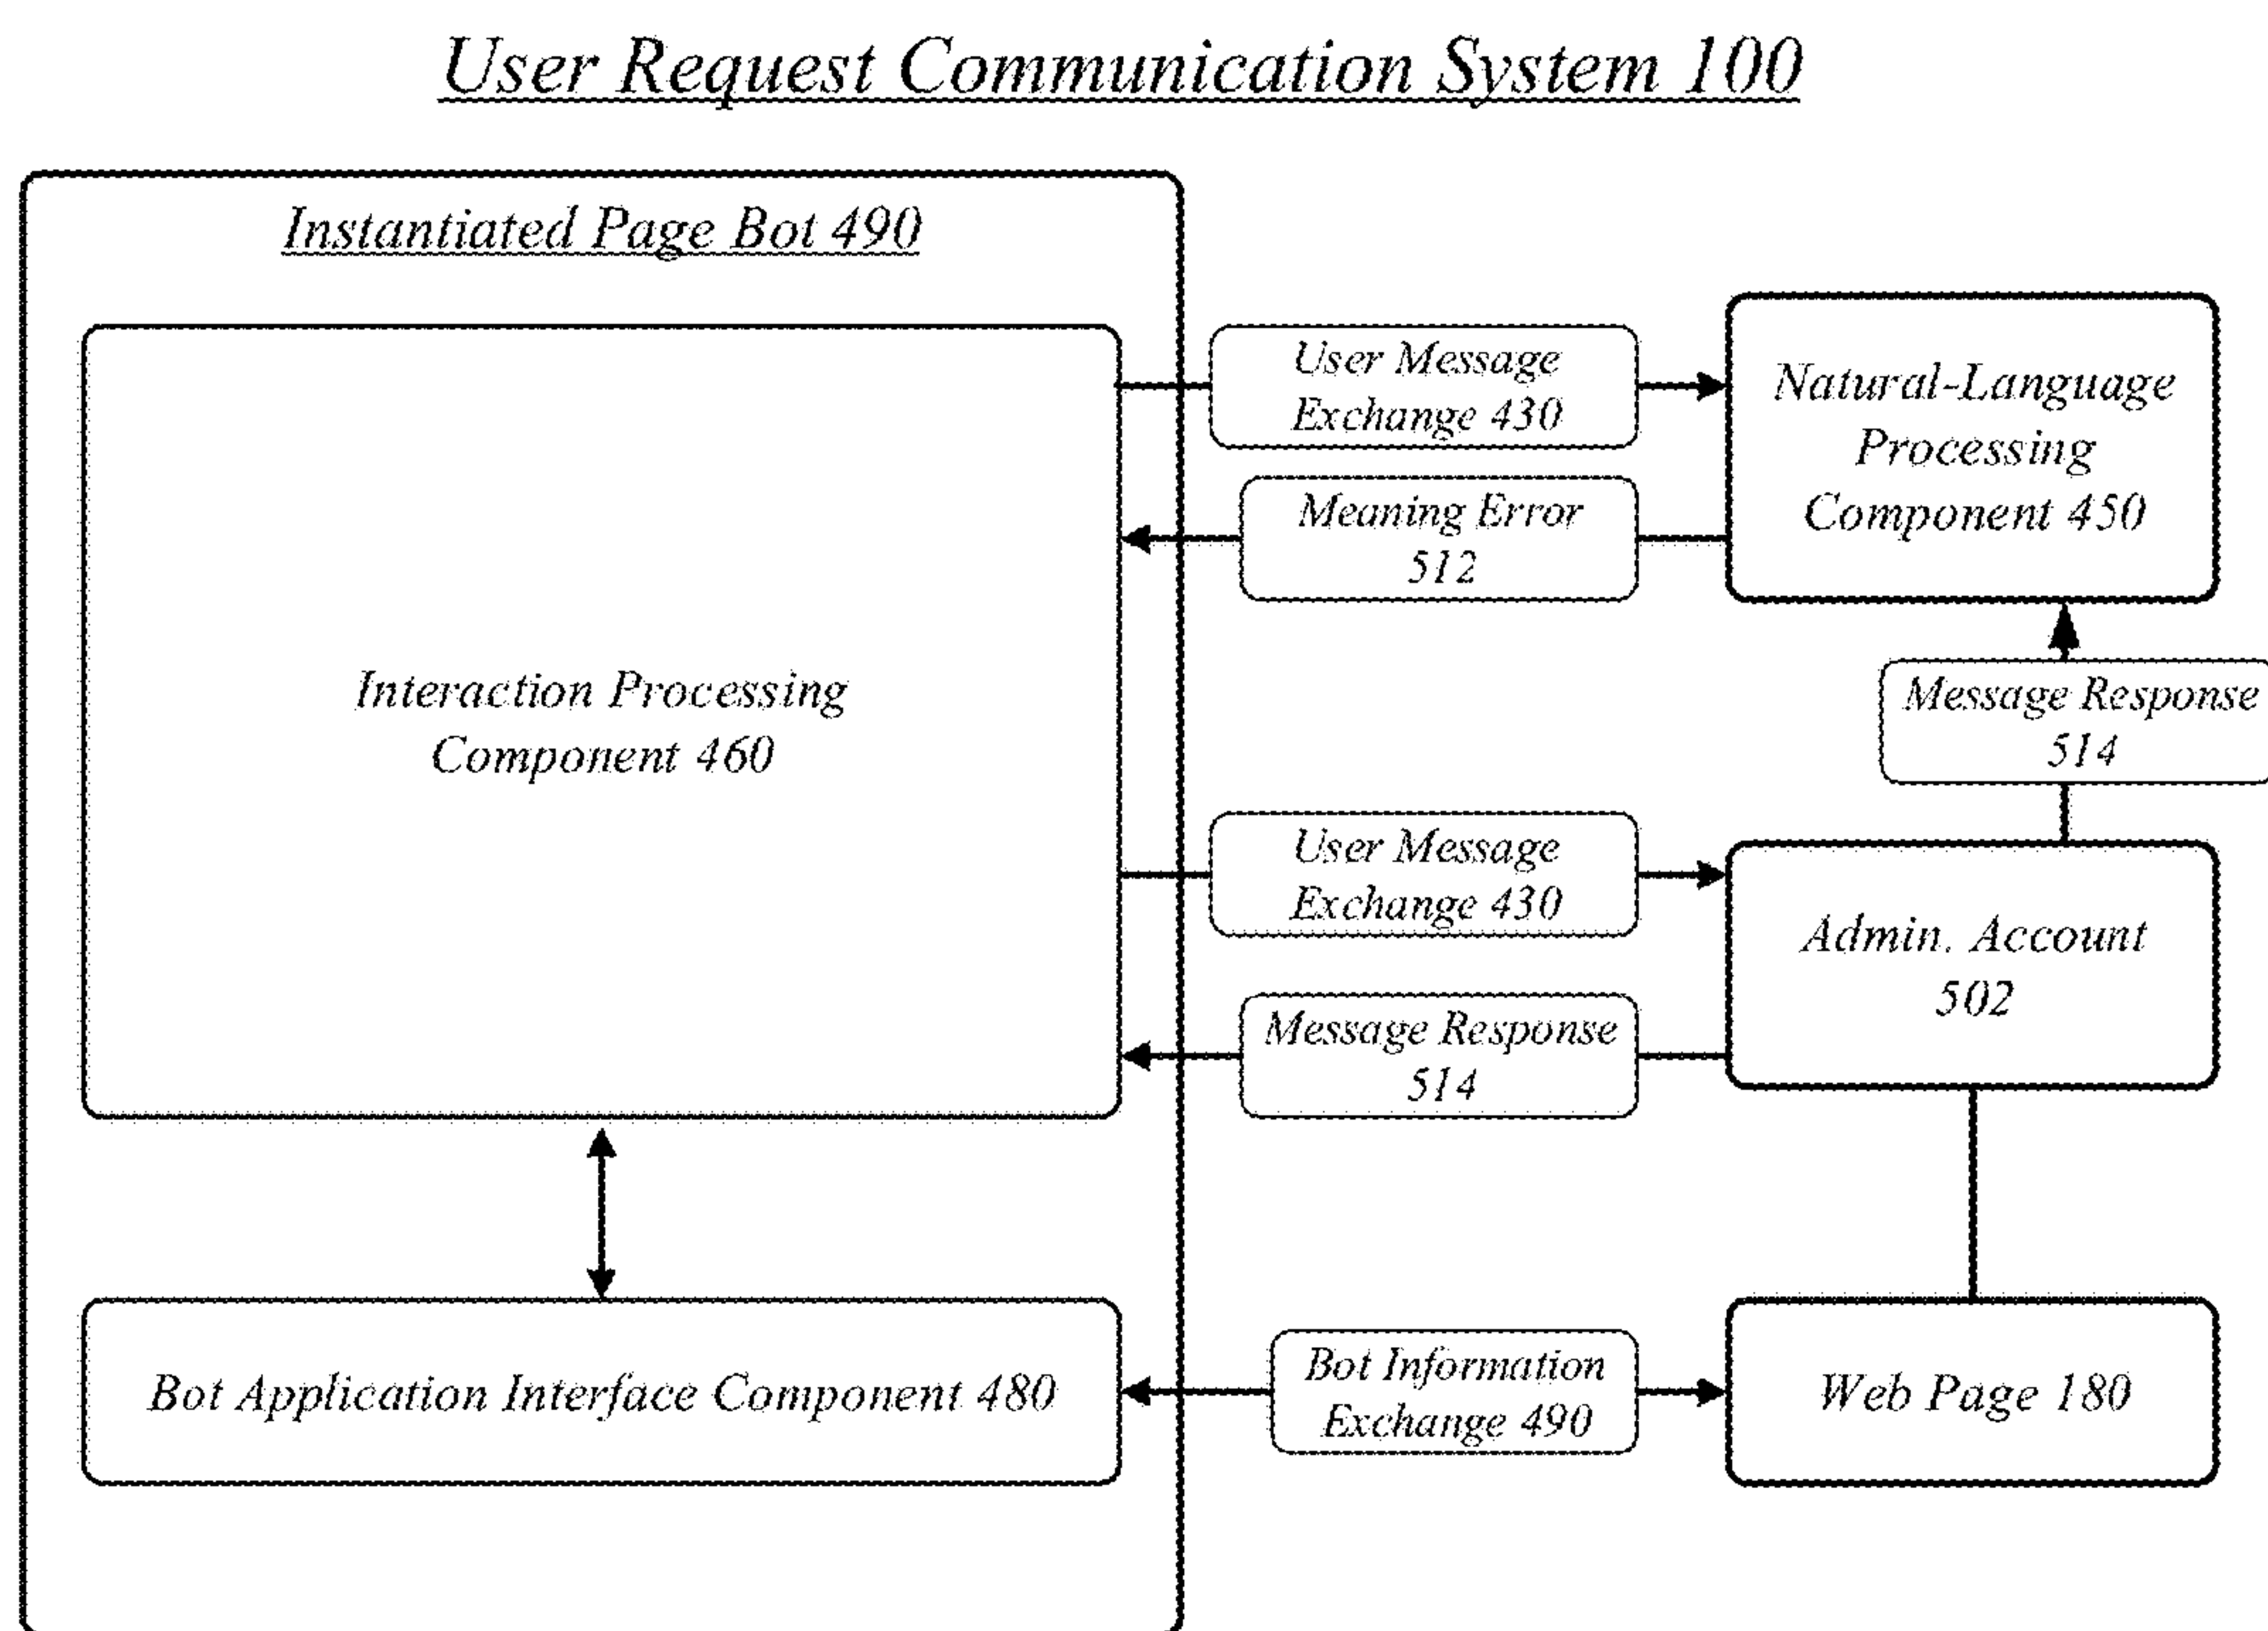 User Request Communication System 100
Instantiated Page Bot 490
User Message
Exchange 430
Natural-Language
Processing
Component 450
Meaning Error
512
Interaction Processing
Component 460
Message Response
514
User Message
Exchange 430
Admin. Account
502
Message Response
514
Bot Application Interface Component 480
Bot Information
Exchange 490
Web Page 180